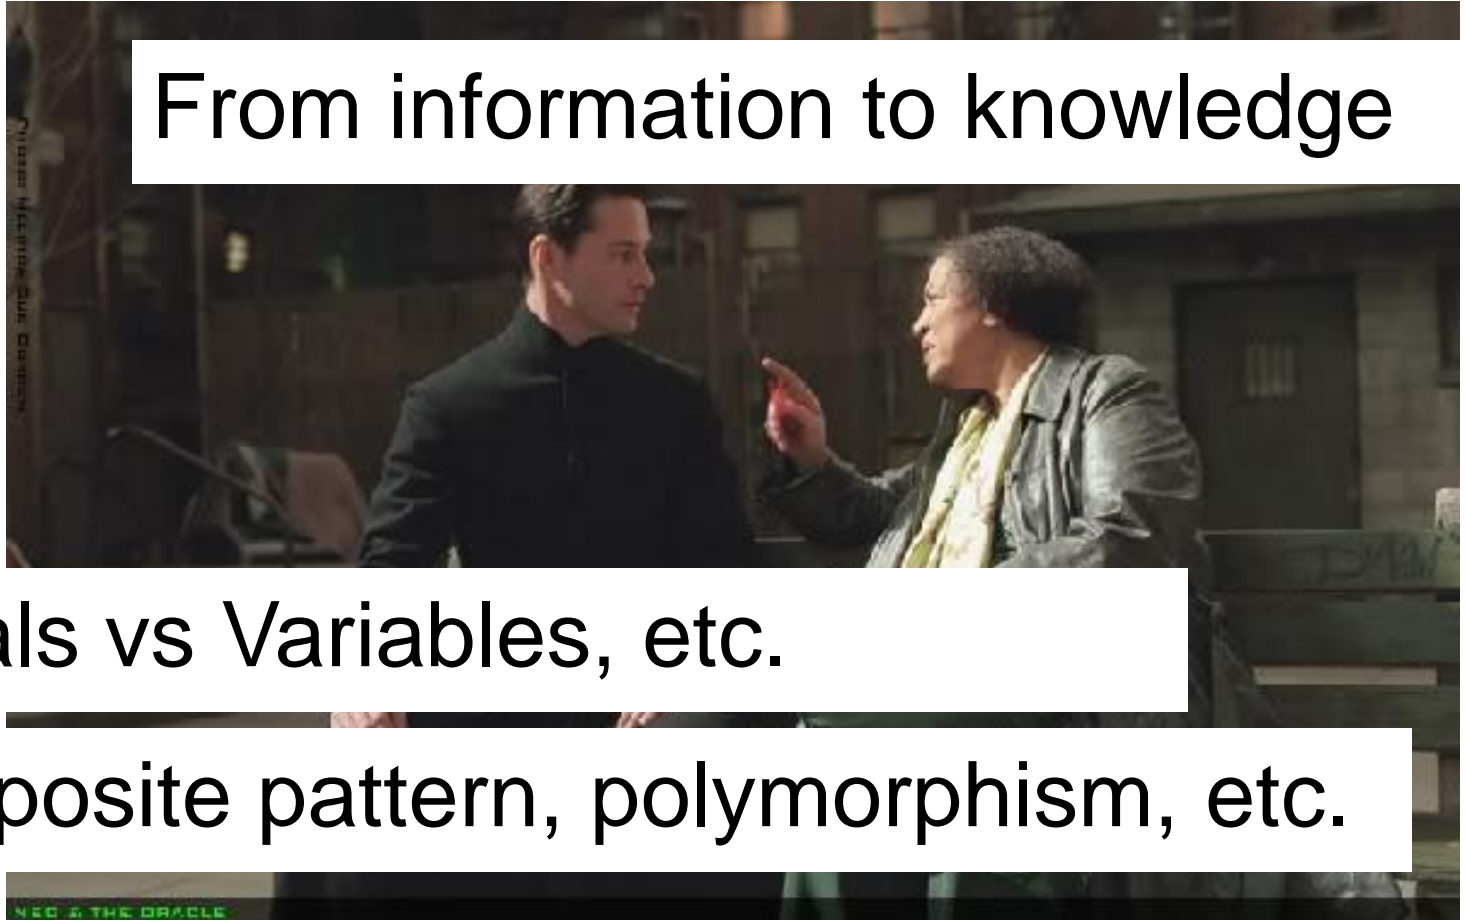 From information to knowledge
als vs Variables, etc.
posite pattern, polymorphism, etc.
NEO & THE ORACLE